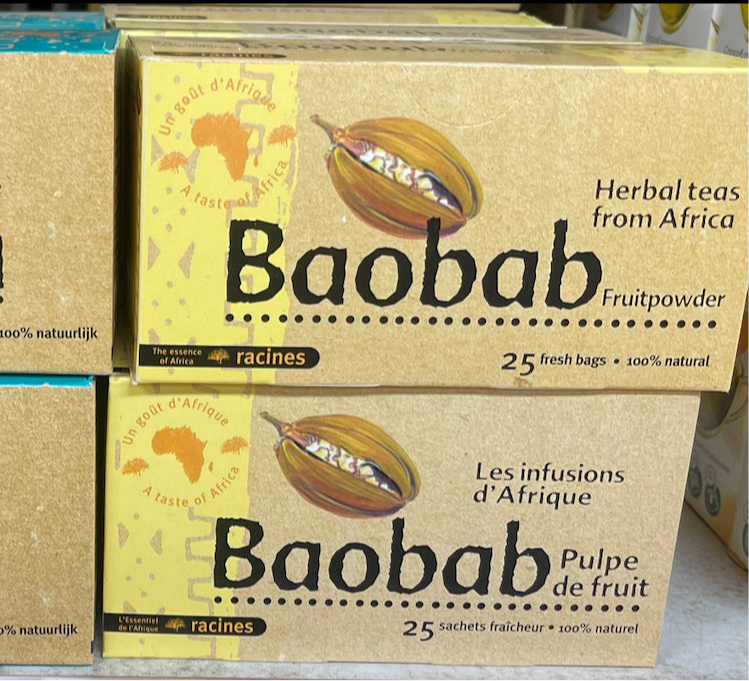 Un goût d'Afrique
A taste of Africa
Herbal teas
from Africa
Baobab
Fruitpowder
The essence
of Africa
racines
25 fresh bags • 100% natural
100% natuurlijk
Un goût d'Afrique
A taste of Africa
Les infusions
d'Afrique
Baobab
Pulpe
de fruit
L'Essentiel
de l'Afrique
racines
25 sachets fraîcheur • 100% naturel
% natuurlijk